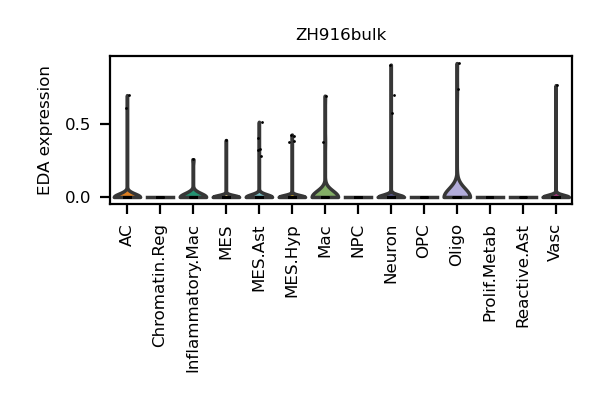 ZH916bulk
EDA expression
0.5
0.0
AC
Chromatin.Reg
Inflammatory.Mac
MES
MES.Ast
MES.Hyp
Mac
NPC
Neuron
OPC
Oligo
Prolif.Metab
Reactive.Ast
Vasc